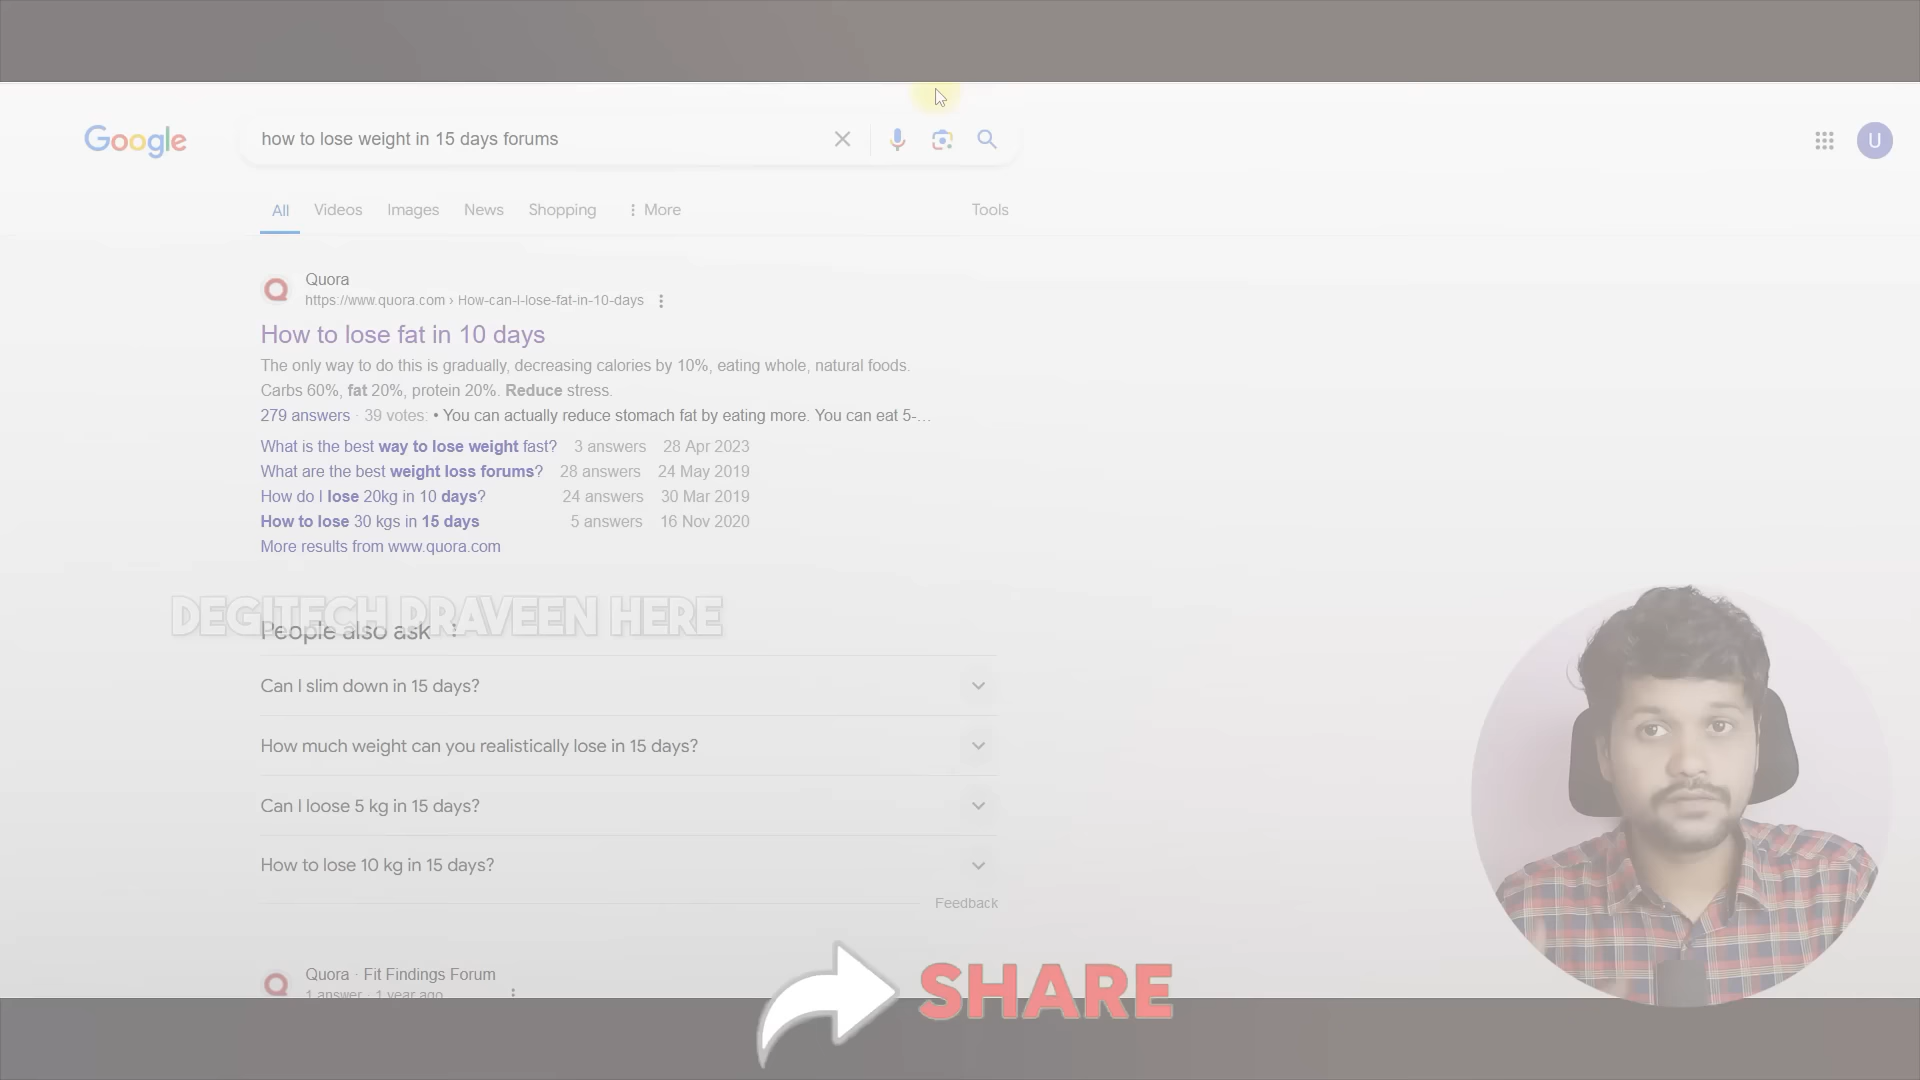 Google
how to lose weight in 15 days forums
U
All Videos Images News Shopping More Tools
Quora
https://www.quora.com › How-can-I-lose-fat-in-10-days
How to lose fat in 10 days
The only way to do this is gradually, decreasing calories by 10%, eating whole, natural foods.
Carbs 60%, fat 20%, protein 20%. Reduce stress.
279 answers · 39 votes: • You can actually reduce stomach fat by eating more. You can eat 5-...
What is the best way to lose weight fast? 3 answers 28 Apr 2023
What are the best weight loss forums? 28 answers 24 May 2019
How do I lose 20kg in 10 days? 24 answers 30 Mar 2019
How to lose 30 kgs in 15 days 5 answers 16 Nov 2020
More results from www.quora.com
DEGITECH PRAVEEN HERE
People also ask
Can I slim down in 15 days?
How much weight can you realistically lose in 15 days?
Can I loose 5 kg in 15 days?
How to lose 10 kg in 15 days?
Feedback
Quora · Fit Findings Forum
1 answer · 1 year ago
SHARE